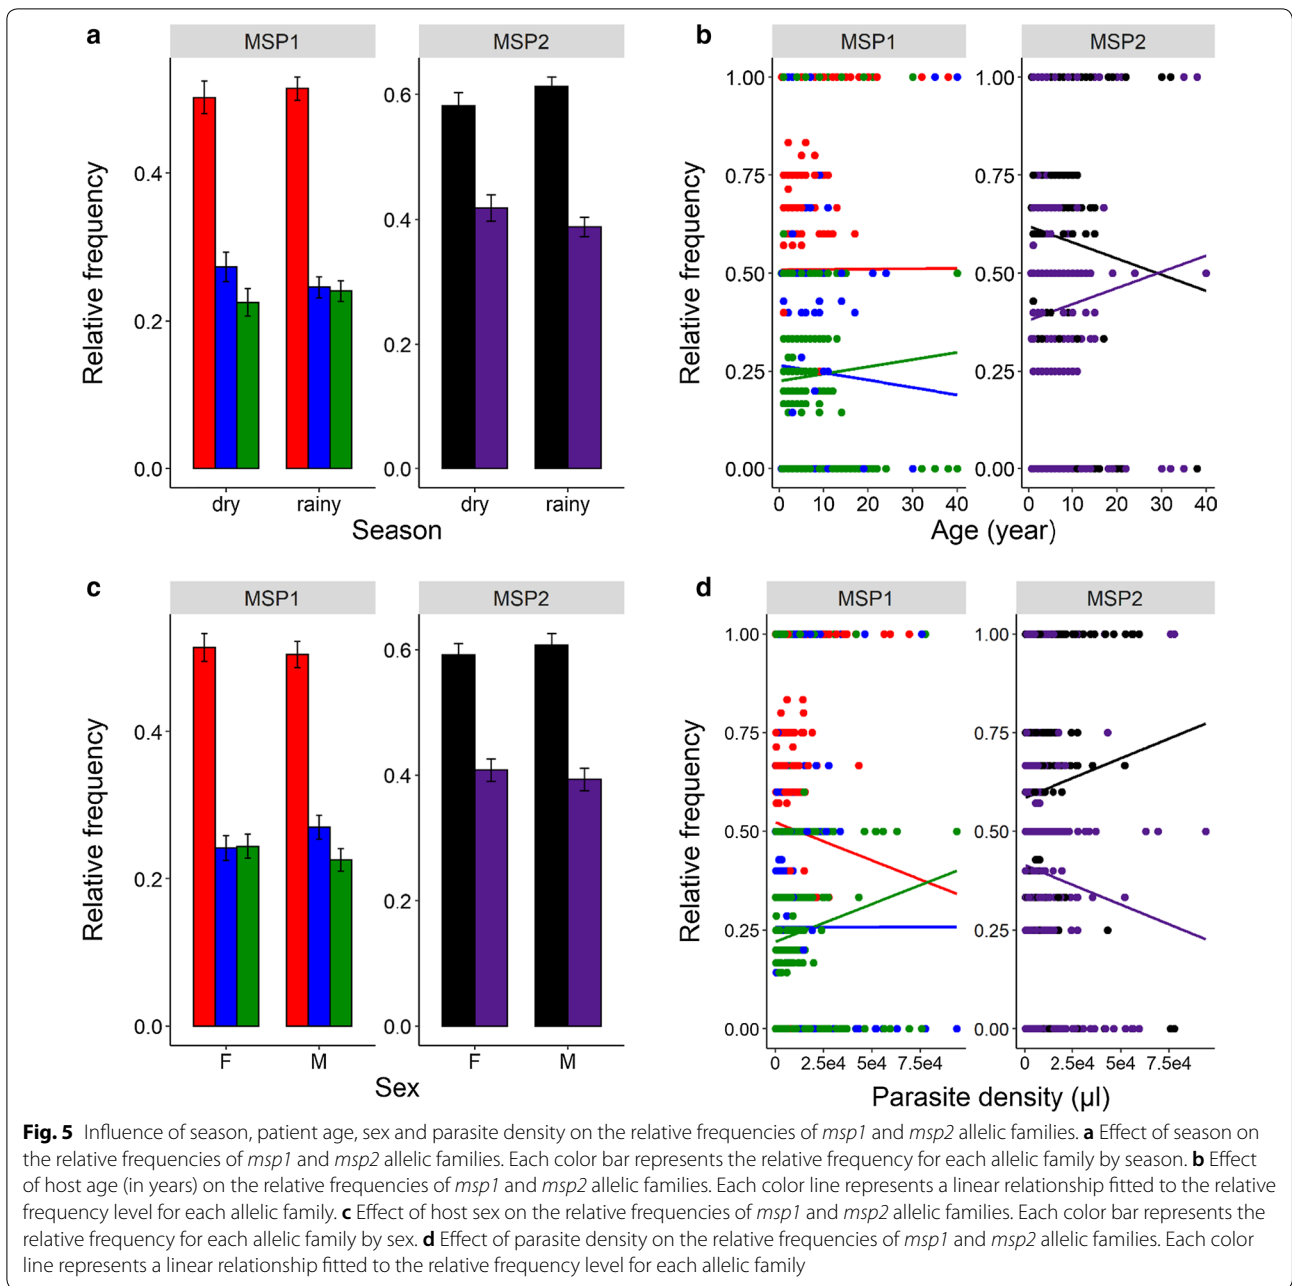 a
MSP1
MSP2
Relative frequency
0.4
0.2
0.0
0.6
0.4
0.2
0.0
dry
rainy
dry
rainy
Season
b
MSP1
MSP2
Relative frequency
1.00
0.75
0.50
0.25
0.00
1.00
0.75
0.50
0.25
0.00
0 10 20 30 40
0 10 20 30 40
Age (year)
c
MSP1
MSP2
Relative frequency
0.4
0.2
0.0
0.6
0.4
0.2
0.0
F
M
F
M
Sex
d
MSP1
MSP2
Relative frequency
1.00
0.75
0.50
0.25
0.00
1.00
0.75
0.50
0.25
0.00
0 2.5e4 5e4 7.5e4
0 2.5e4 5e4 7.5e4
Parasite density (µl)
Fig. 5 Influence of season, patient age, sex and parasite density on the relative frequencies of msp1 and msp2 allelic families. a Effect of season on
the relative frequencies of msp1 and msp2 allelic families. Each color bar represents the relative frequency for each allelic family by season. b Effect
of host age (in years) on the relative frequencies of msp1 and msp2 allelic families. Each color line represents a linear relationship fitted to the relative
frequency level for each allelic family. c Effect of host sex on the relative frequencies of msp1 and msp2 allelic families. Each color bar represents the
relative frequency for each allelic family by sex. d Effect of parasite density on the relative frequencies of msp1 and msp2 allelic families. Each color
line represents a linear relationship fitted to the relative frequency level for each allelic family